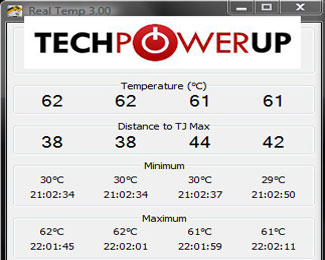 Real Temp 3.00
TECHPOWERUP
Temperature (°C)
62 62 61 61
Distance to TJ Max
38 38 44 42
Minimum
30°C 30°C 30°C 29°C
21:02:34 21:02:34 21:02:37 21:02:50
Maximum
62°C 62°C 61°C 61°C
22:01:45 22:02:01 22:01:59 22:02:11